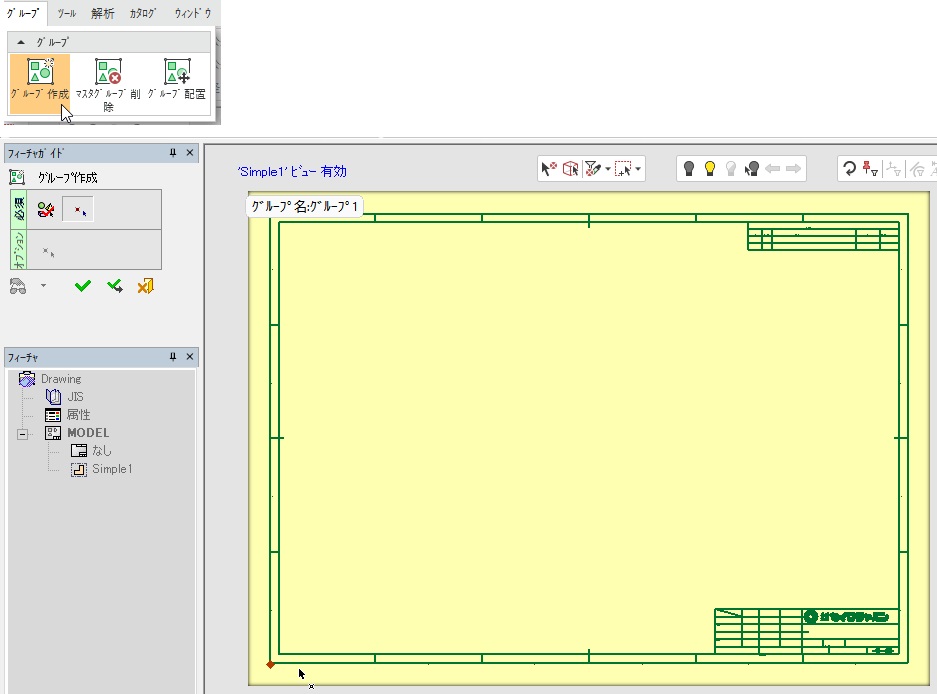 ｸﾞﾙｰﾌﾟ ﾂｰﾙ 解析 ｶﾀﾛｸﾞ ｳｨﾝﾄﾞｳ
ｸﾞﾙｰﾌﾟ
ｸﾞﾙｰﾌﾟ作成 ﾏｽﾀｸﾞﾙｰﾌﾟ削 ｸﾞﾙｰﾌﾟ配置
除
ﾌｨｰﾁｬｶﾞｲﾄﾞ
ｸﾞﾙｰﾌﾟ作成
必須
ｵﾌﾟｼｮﾝ
'Simple1'ﾋﾞｭｰ 有効
ｸﾞﾙｰﾌﾟ名:ｸﾞﾙｰﾌﾟ1
ﾌｨｰﾁｬ
Drawing
JIS
属性
MODEL
なし
Simple1